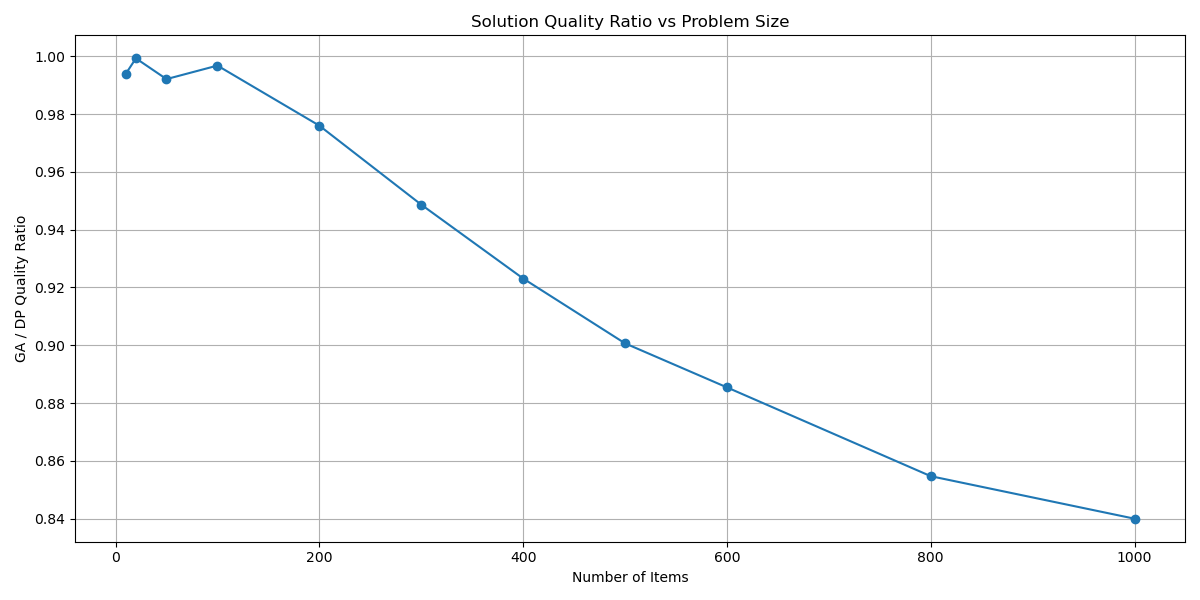 Solution Quality Ratio vs Problem Size
1.00
0.98
0.96
0.94
0.92
0.90
0.88
0.86
0.84
GA / DP Quality Ratio
0 200 400 600 800 1000
Number of Items